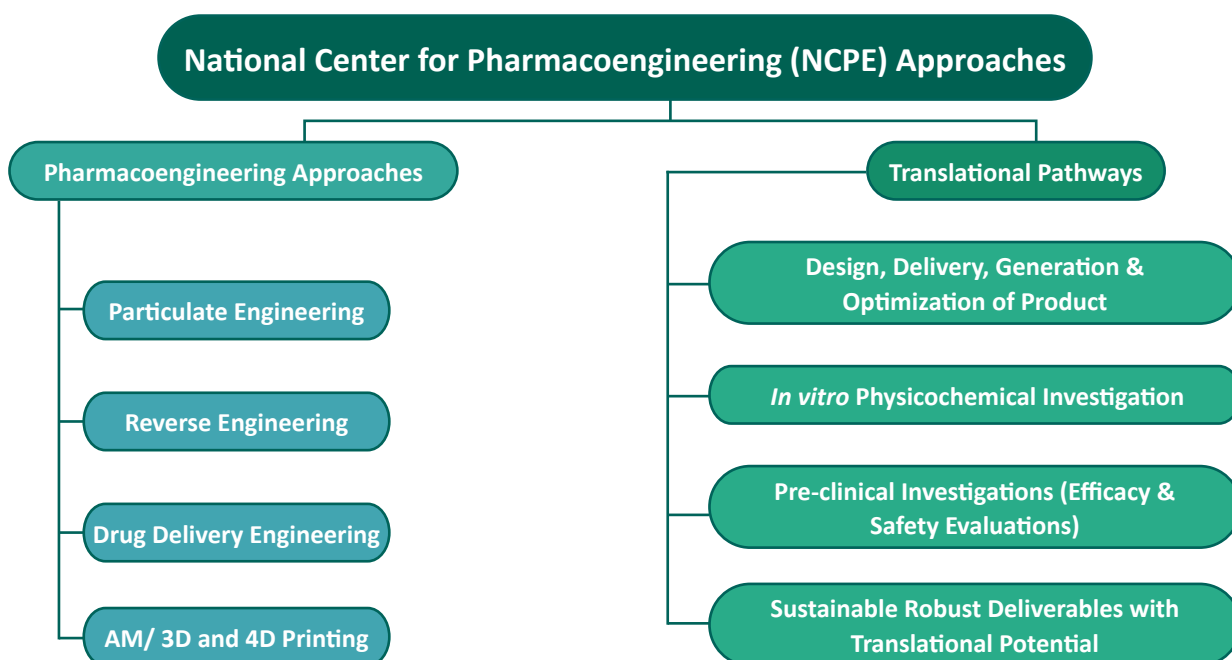 National Center for Pharmacoengineering (NCPE) Approaches
Pharmacoengineering Approaches
Particulate Engineering
Reverse Engineering
Drug Delivery Engineering
AM/ 3D and 4D Printing
Translational Pathways
Design, Delivery, Generation &
Optimization of Product
In vitro Physicochemical Investigation
Pre-clinical Investigations (Efficacy &
Safety Evaluations)
Sustainable Robust Deliverables with
Translational Potential